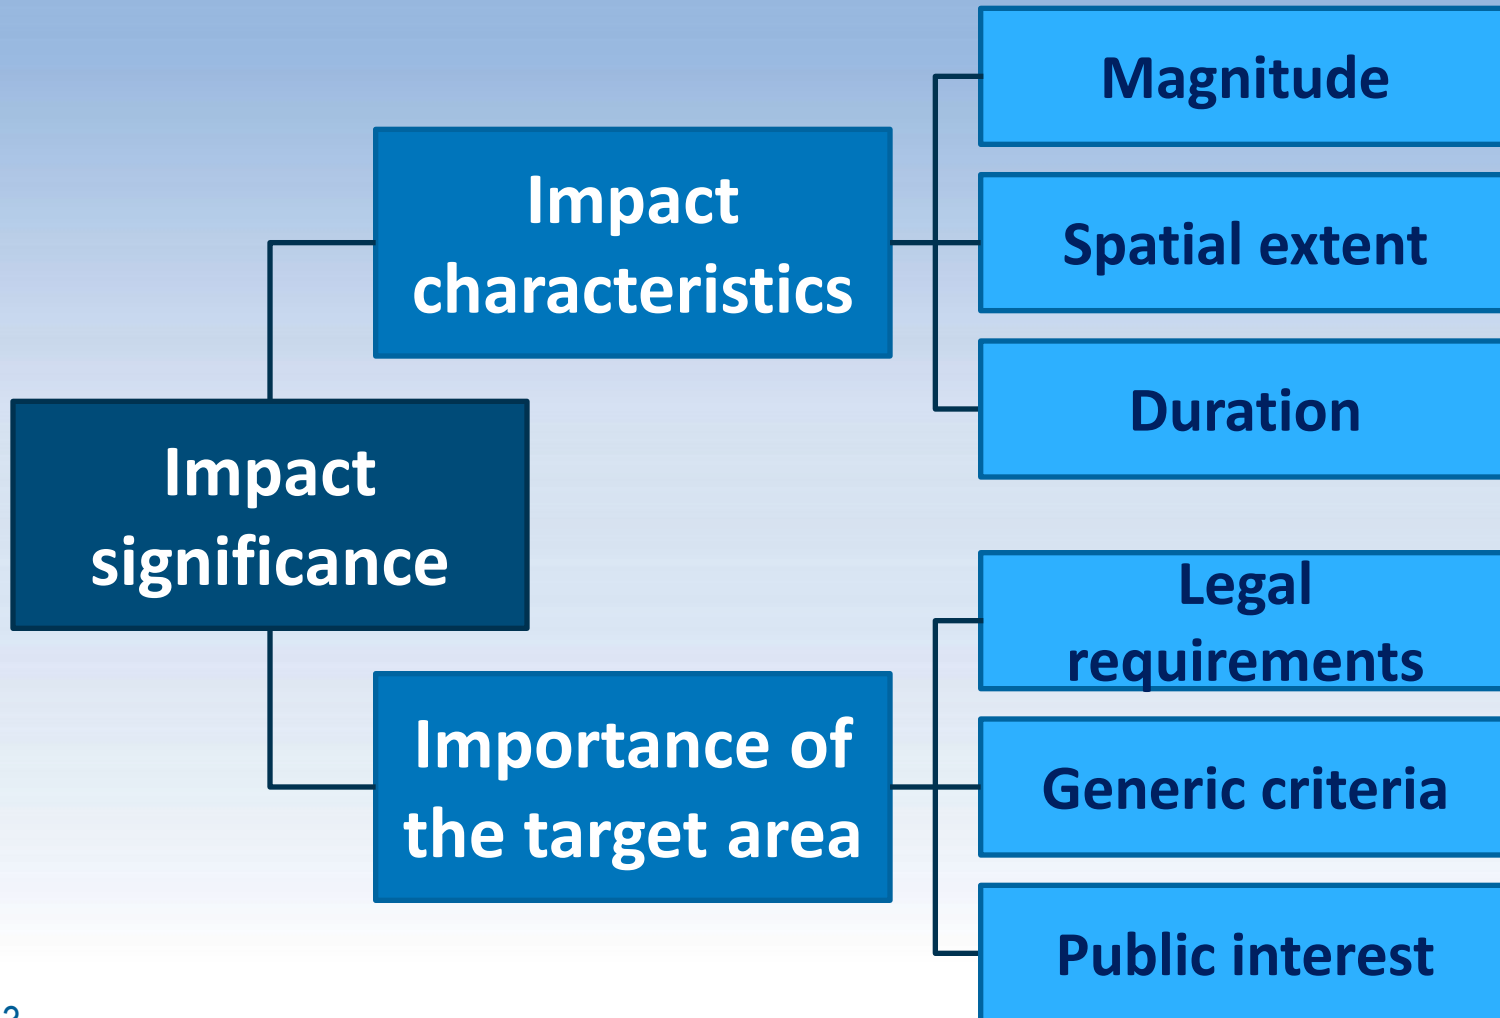 Magnitude
Impact
characteristics
Spatial extent
Duration
Impact
significance
Legal
requirements
Importance of
the target area
Generic criteria
Public interest